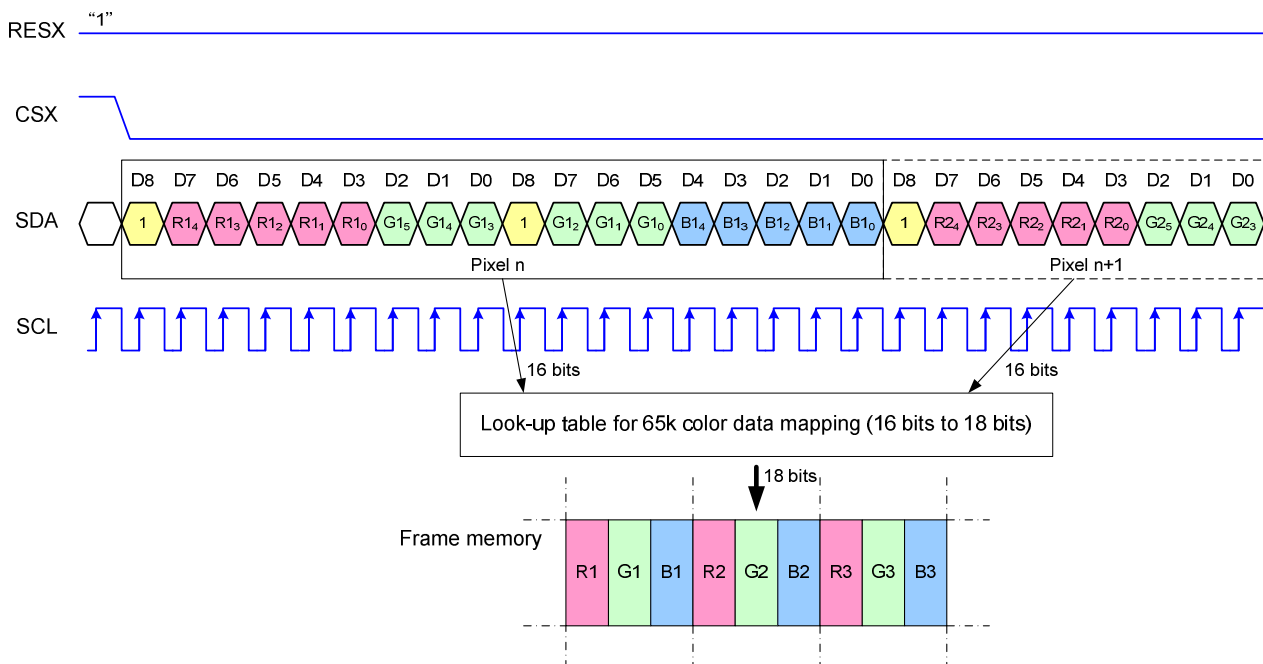 “1”
RESX
CSX
D8 D7 D6 D5 D4 D3 D2 D1 D0 D8 D7 D6 D5 D4 D3 D2 D1 D0 D8 D7 D6 D5 D4 D3 D2 D1 D0
SDA 1 R1₄ R1₃ R1₂ R1₁ R1₀ G1₅ G1₄ G1₃ 1 G1₂ G1₁ G1₀ B1₄ B1₃ B1₂ B1₁ B1₀ 1 R2₄ R2₃ R2₂ R2₁ R2₀ G2₅ G2₄ G2₃
Pixel n Pixel n+1
SCL
16 bits 16 bits
Look-up table for 65k color data mapping (16 bits to 18 bits)
18 bits
Frame memory
R1 G1 B1 R2 G2 B2 R3 G3 B3